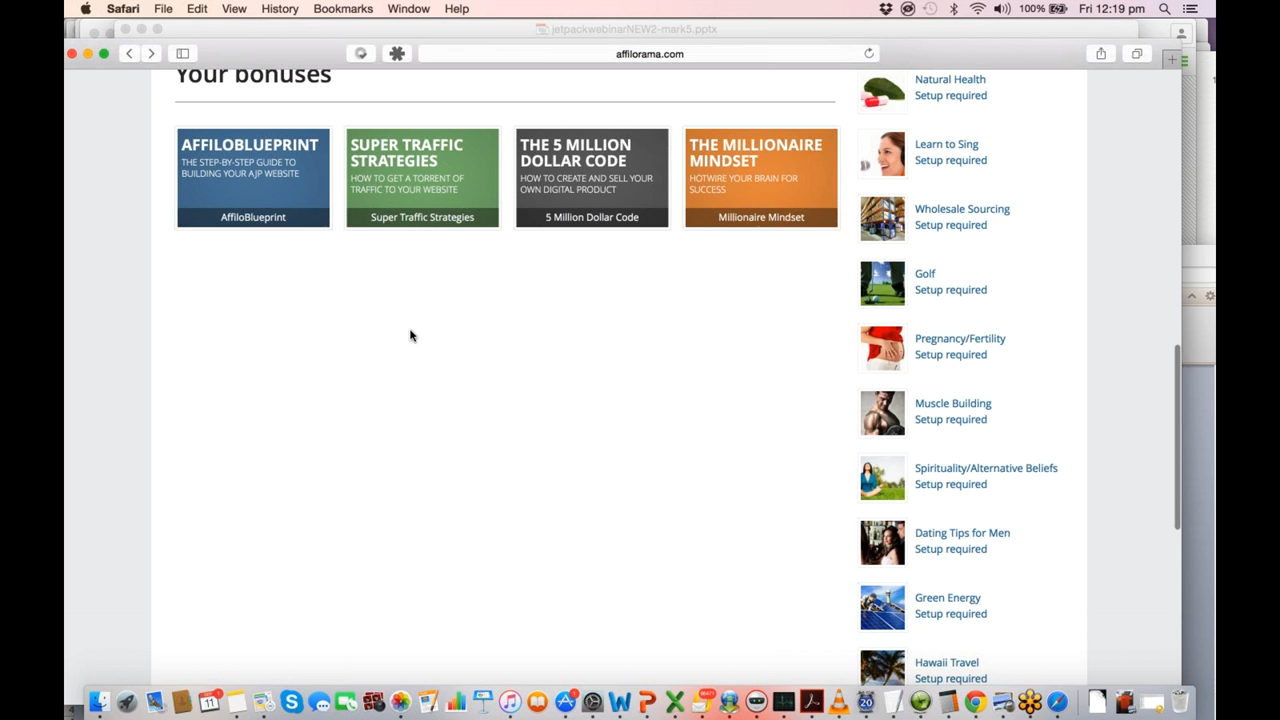 Safari File Edit View History Bookmarks Window Help
100% Fri 12:19 pm
jetpackwebinarNEW2-mark5.pptx
affilorama.com
Your bonuses
AFFILOBLUEPRINT
THE STEP-BY-STEP GUIDE TO
BUILDING YOUR AJP WEBSITE
AffiloBlueprint
SUPER TRAFFIC
STRATEGIES
HOW TO GET A TORRENT OF
TRAFFIC TO YOUR WEBSITE
Super Traffic Strategies
THE 5 MILLION
DOLLAR CODE
HOW TO CREATE AND SELL YOUR
OWN DIGITAL PRODUCT
5 Million Dollar Code
THE MILLIONAIRE
MINDSET
HOTWIRE YOUR BRAIN FOR
SUCCESS
Millionaire Mindset
Natural Health
Setup required
Learn to Sing
Setup required
Wholesale Sourcing
Setup required
Golf
Setup required
Pregnancy/Fertility
Setup required
Muscle Building
Setup required
Spirituality/Alternative Beliefs
Setup required
Dating Tips for Men
Setup required
Green Energy
Setup required
Hawaii Travel
Setup required
11
20